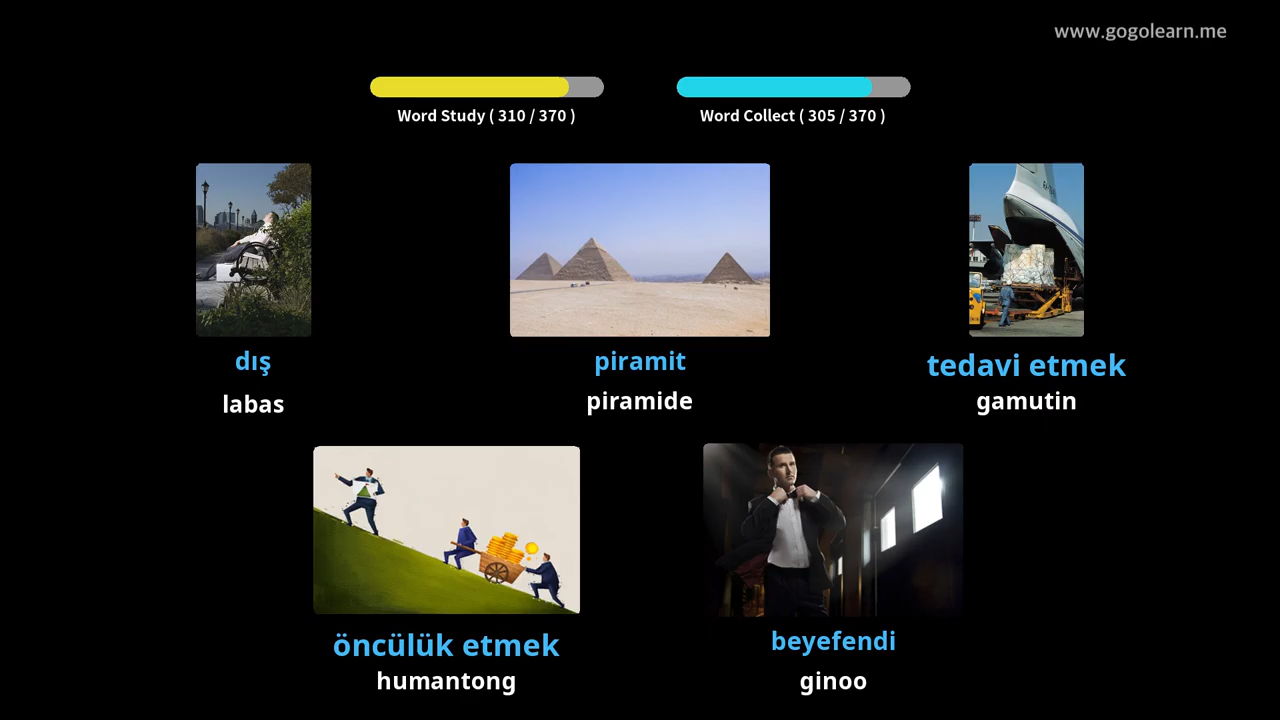 www.gogolearn.me
Word Study ( 310 / 370 )
Word Collect ( 305 / 370 )
dış
labas
piramit
piramide
tedavi etmek
gamutin
öncülük etmek
humantong
beyefendi
ginoo